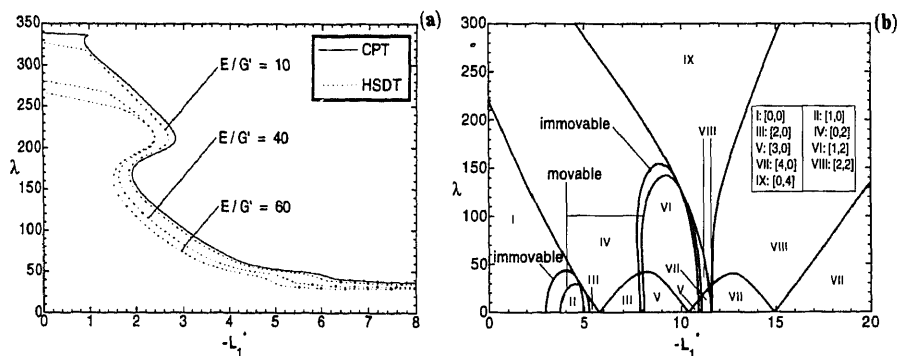 (a)
350
300
250
200
λ
150
100
50
0
0 1 2 3 4 5 6 7 8
-L₁*
CPT
HSDT
E/G' = 10
E/G' = 40
E/G' = 60
(b)
300
250
200
λ
150
100
50
0
0 5 10 15 20
-L₁*
immovable
movable
immovable
I
II
III
IV
III
V
VI
V
VII
VIII
IX
VII
VIII
VII
I: [0,0] II: [1,0]
III: [2,0] IV: [0,2]
V: [3,0] VI: [1,2]
VII: [4,0] VIII: [2,2]
IX: [0,4]